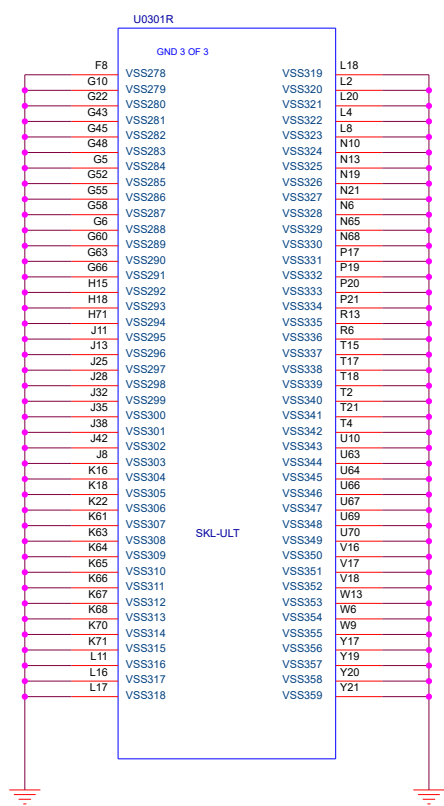 U0301R
GND 3 OF 3
F8 VSS278 VSS319 L18
G10 VSS279 VSS320 L2
G22 VSS280 VSS321 L20
G43 VSS281 VSS322 L4
G45 VSS282 VSS323 L8
G48 VSS283 VSS324 N10
G5 VSS284 VSS325 N13
G52 VSS285 VSS326 N19
G55 VSS286 VSS327 N21
G58 VSS287 VSS328 N6
G6 VSS288 VSS329 N65
G60 VSS289 VSS330 N68
G63 VSS290 VSS331 P17
G66 VSS291 VSS332 P19
H15 VSS292 VSS333 P20
H18 VSS293 VSS334 P21
H71 VSS294 VSS335 R13
J11 VSS295 VSS336 R6
J13 VSS296 VSS337 T15
J25 VSS297 VSS338 T17
J28 VSS298 VSS339 T18
J32 VSS299 VSS340 T2
J35 VSS300 VSS341 T21
J38 VSS301 VSS342 T4
J42 VSS302 VSS343 U10
J8 VSS303 VSS344 U63
K16 VSS304 VSS345 U64
K18 VSS305 VSS346 U66
K22 VSS306 VSS347 U67
K61 VSS307 VSS348 U69
SKL-ULT
K63 VSS308 VSS349 U70
K64 VSS309 VSS350 V16
K65 VSS310 VSS351 V17
K66 VSS311 VSS352 V18
K67 VSS312 VSS353 W13
K68 VSS313 VSS354 W6
K70 VSS314 VSS355 W9
K71 VSS315 VSS356 Y17
L11 VSS316 VSS357 Y19
L16 VSS317 VSS358 Y20
L17 VSS318 VSS359 Y21